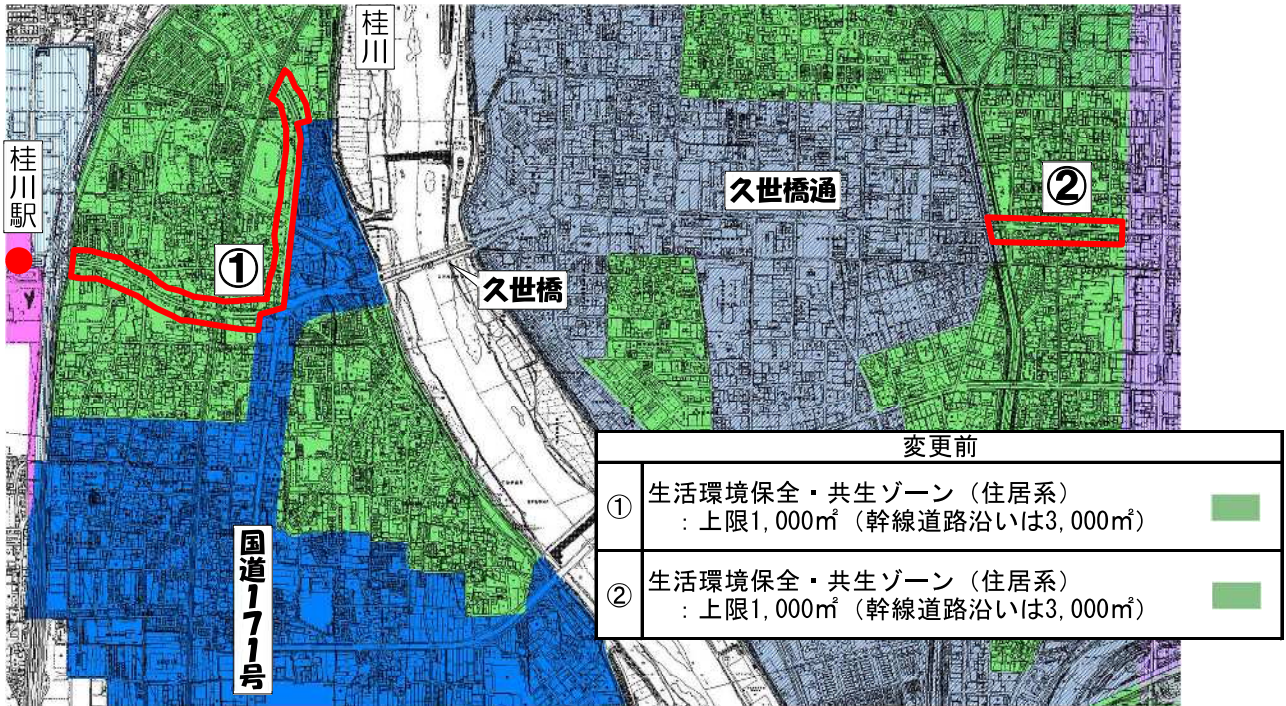 桂川
桂川駅
①
②
久世橋通
久世橋
国道171号
変更前
① 生活環境保全・共生ゾーン（住居系）
：上限1,000㎡（幹線道路沿いは3,000㎡）
② 生活環境保全・共生ゾーン（住居系）
：上限1,000㎡（幹線道路沿いは3,000㎡）